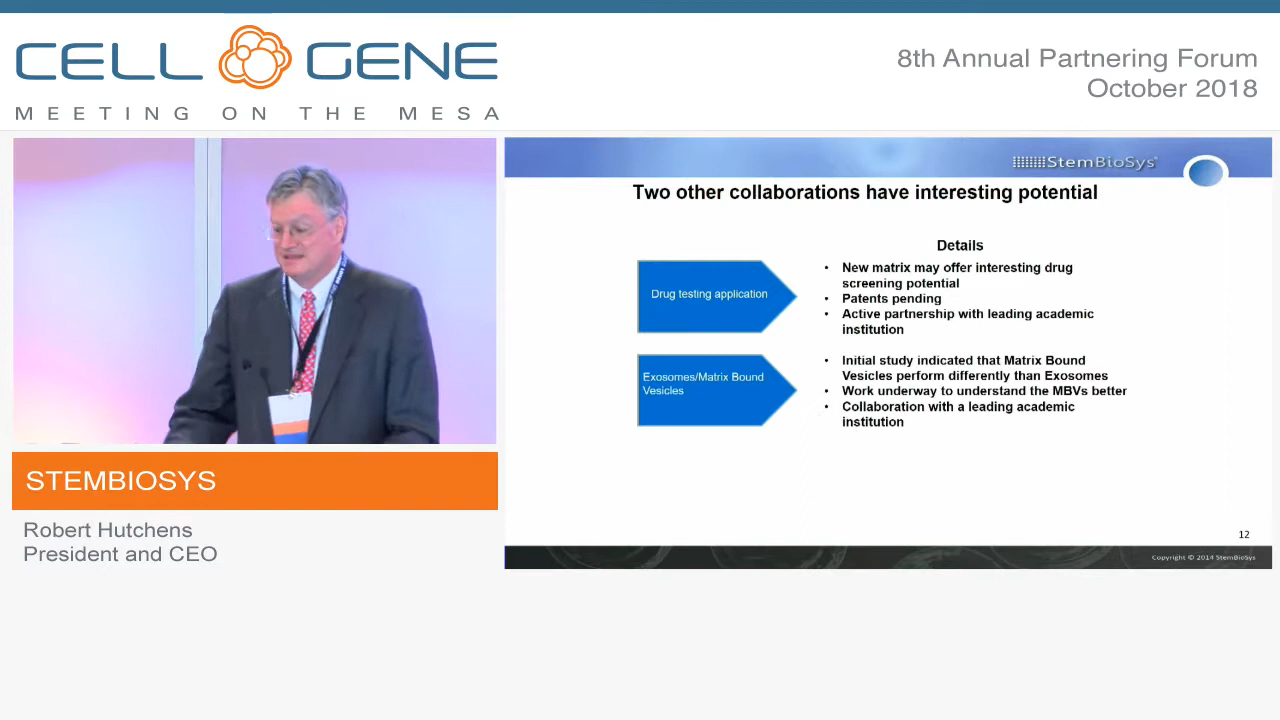 CELL GENE
MEETING ON THE MESA
8th Annual Partnering Forum
October 2018
StemBioSys
Two other collaborations have interesting potential
Details
Drug testing application
• New matrix may offer interesting drug
screening potential
• Patents pending
• Active partnership with leading academic
institution
Exosomes/Matrix Bound
Vesicles
• Initial study indicated that Matrix Bound
Vesicles perform differently than Exosomes
• Work underway to understand the MBVs better
• Collaboration with a leading academic
institution
12
Copyright © 2014 StemBioSys
STEMBIOSYS
Robert Hutchens
President and CEO